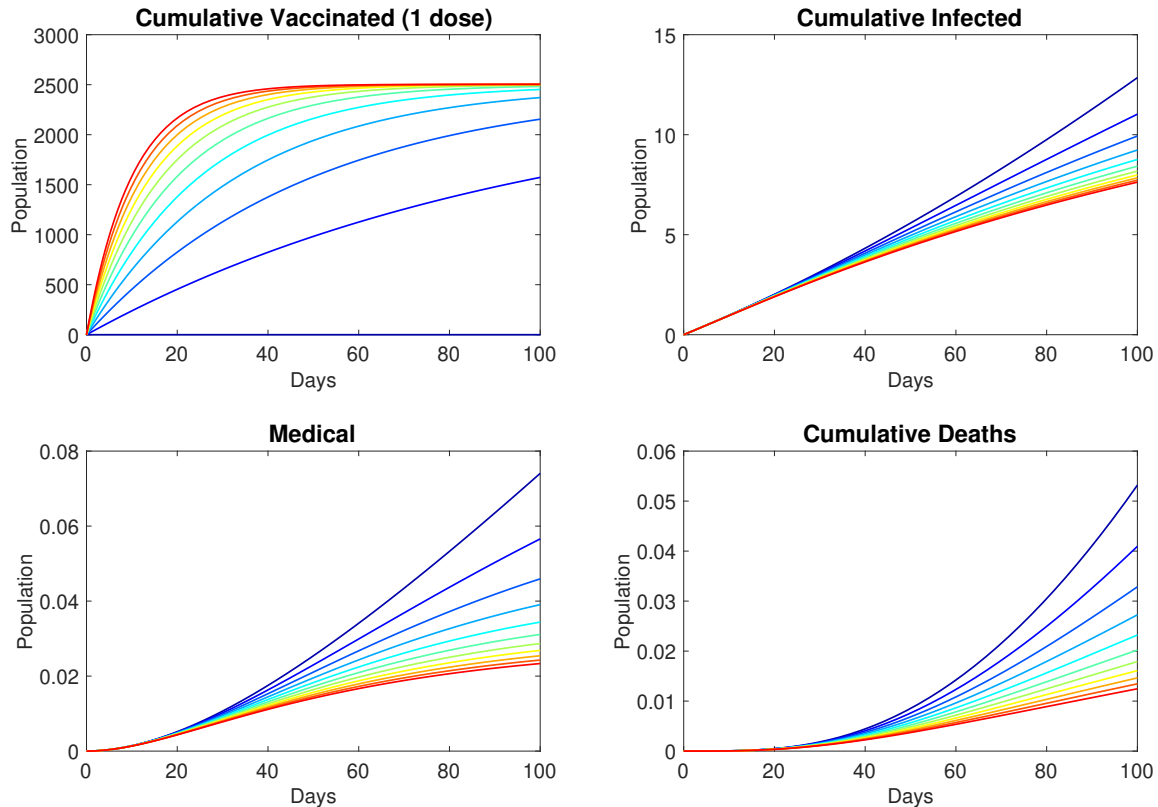 Cumulative Vaccinated (1 dose)
3000
2500
2000
1500
1000
500
0
Population
0 20 40 60 80 100
Days
Cumulative Infected
15
10
5
0
Population
0 20 40 60 80 100
Days
Medical
0.08
0.06
0.04
0.02
0
Population
0 20 40 60 80 100
Days
Cumulative Deaths
0.06
0.05
0.04
0.03
0.02
0.01
0
Population
0 20 40 60 80 100
Days